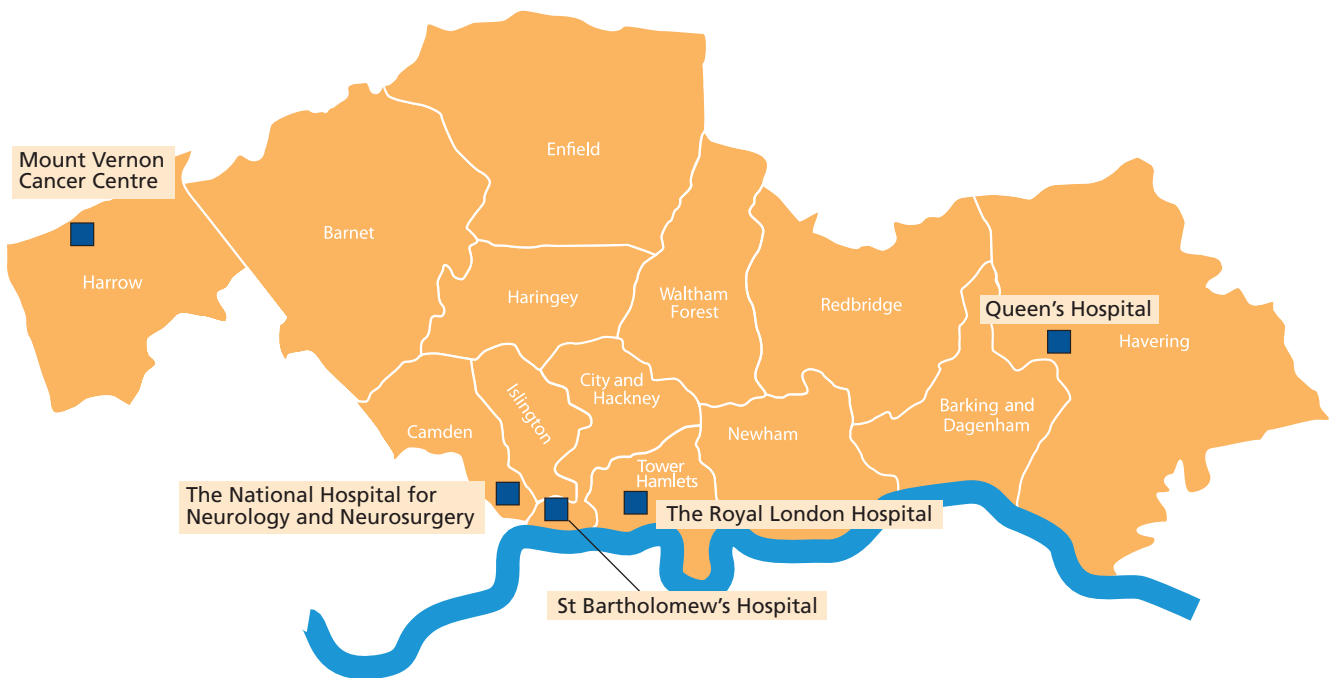 Enfield
Mount Vernon
Cancer Centre
Barnet
Harrow
Haringey
Waltham
Forest
Redbridge
Queen's Hospital
Havering
City and
Hackney
Islington
Camden
Newham
Barking and
Dagenham
Tower
Hamlets
The National Hospital for
Neurology and Neurosurgery
The Royal London Hospital
St Bartholomew's Hospital